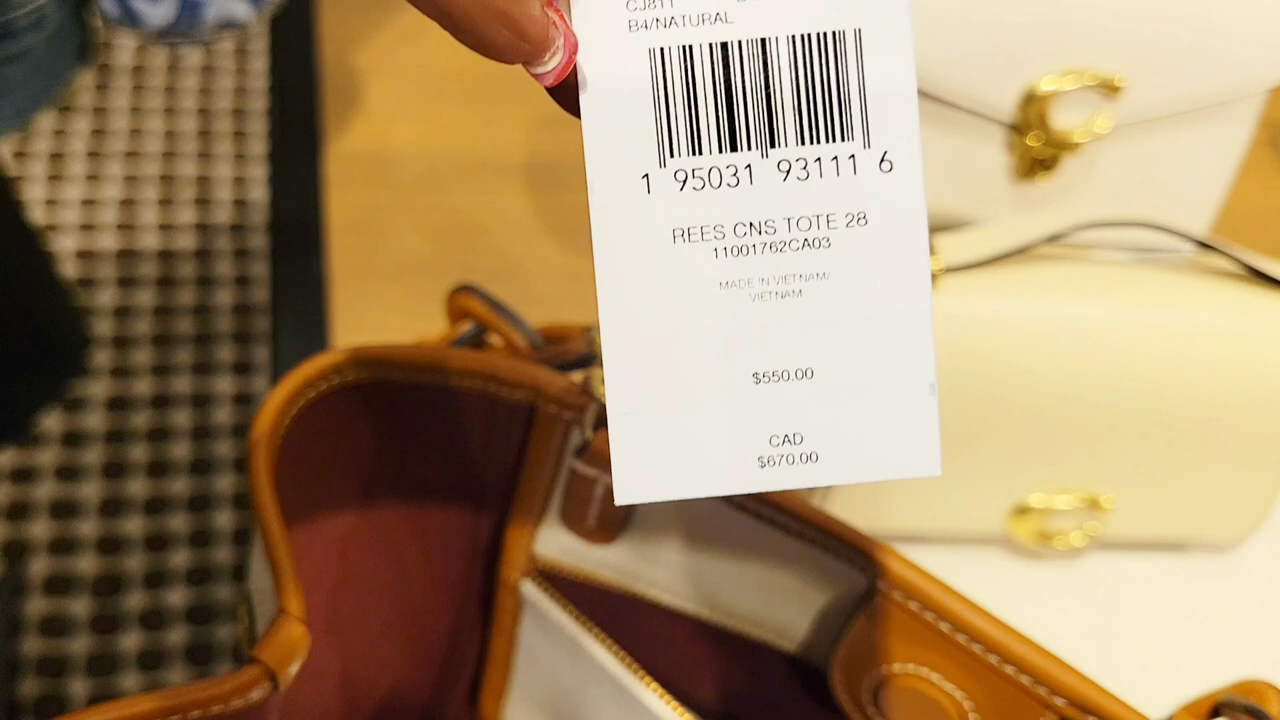 CJ811
B4/NATURAL
1 95031 93111 6
REES CNS TOTE 28
11001762CA03
MADE IN VIETNAM/
VIETNAM
$550.00
CAD
$670.00